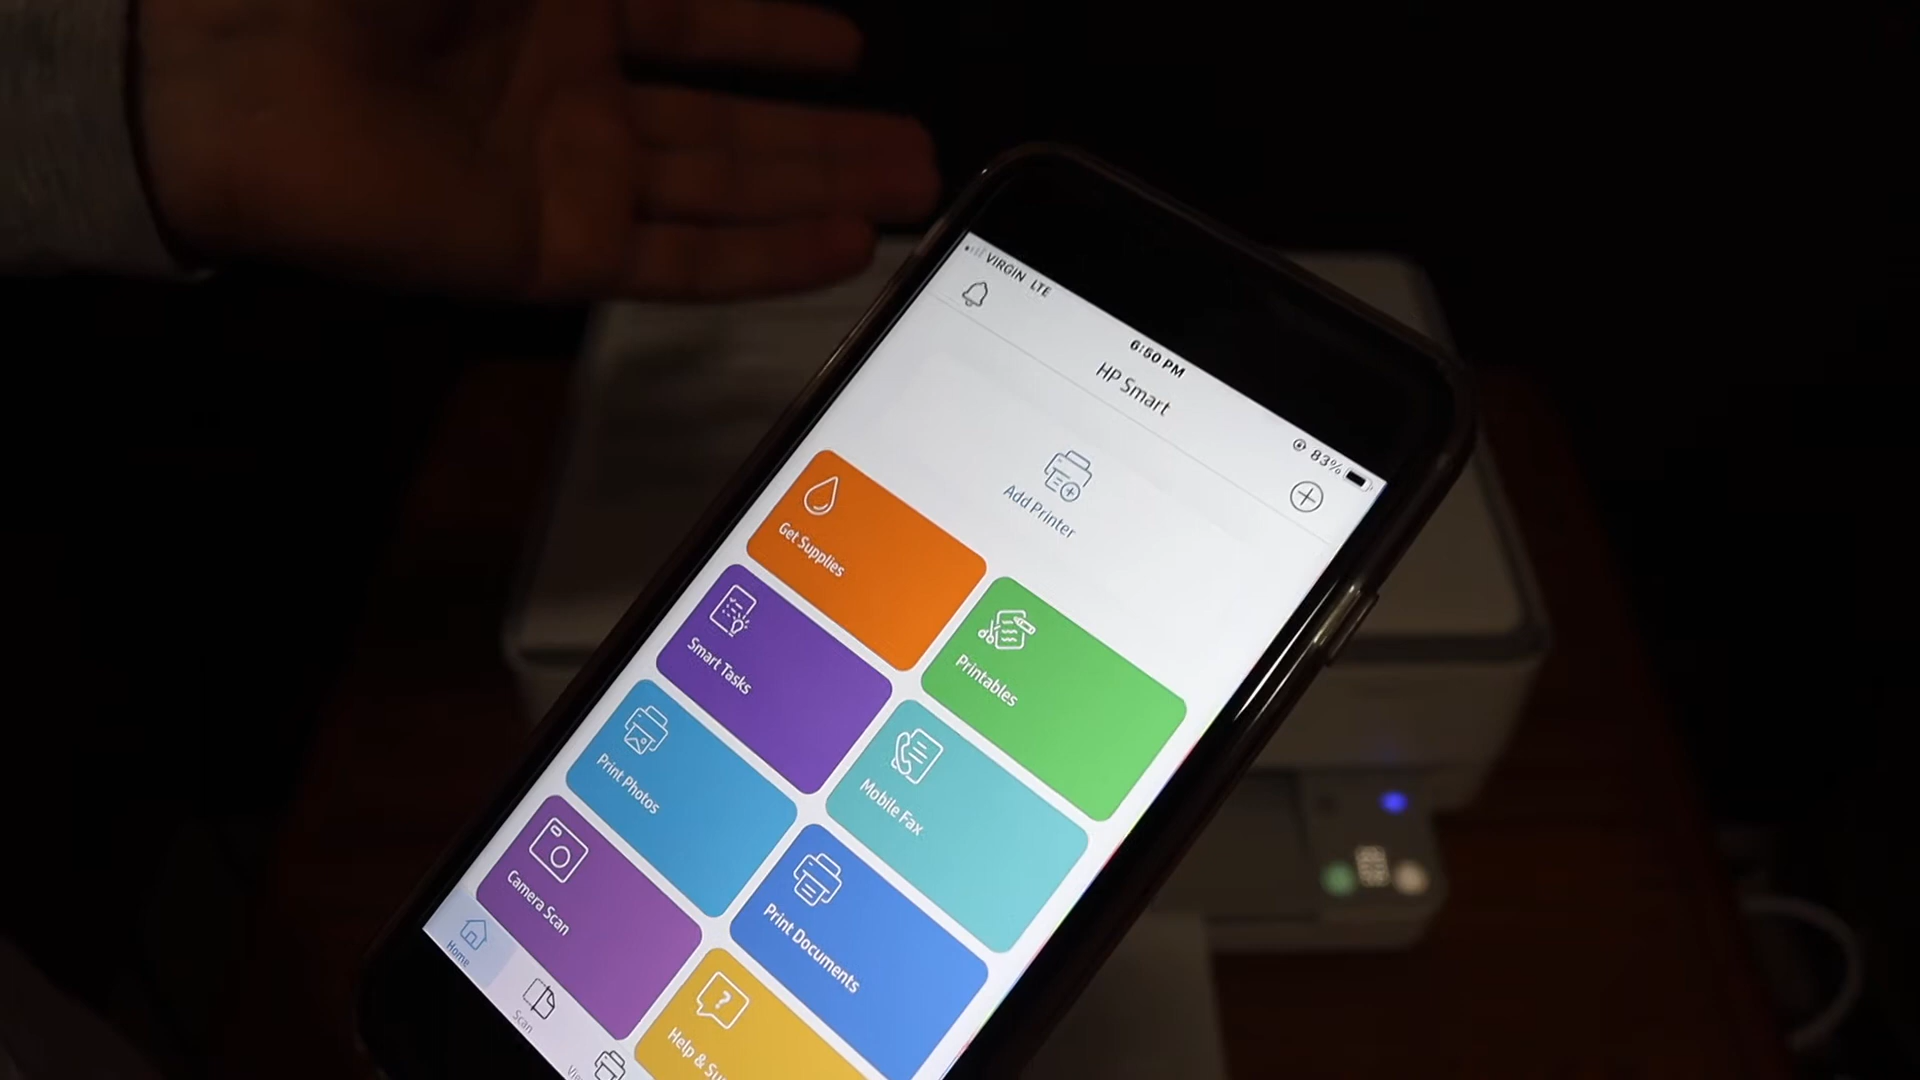 VIRGIN LTE
6:50 PM
83%
HP Smart
Add Printer
Get Supplies
Printables
Smart Tasks
Mobile Fax
Print Photos
Print Documents
Camera Scan
Help &
Home
Scan